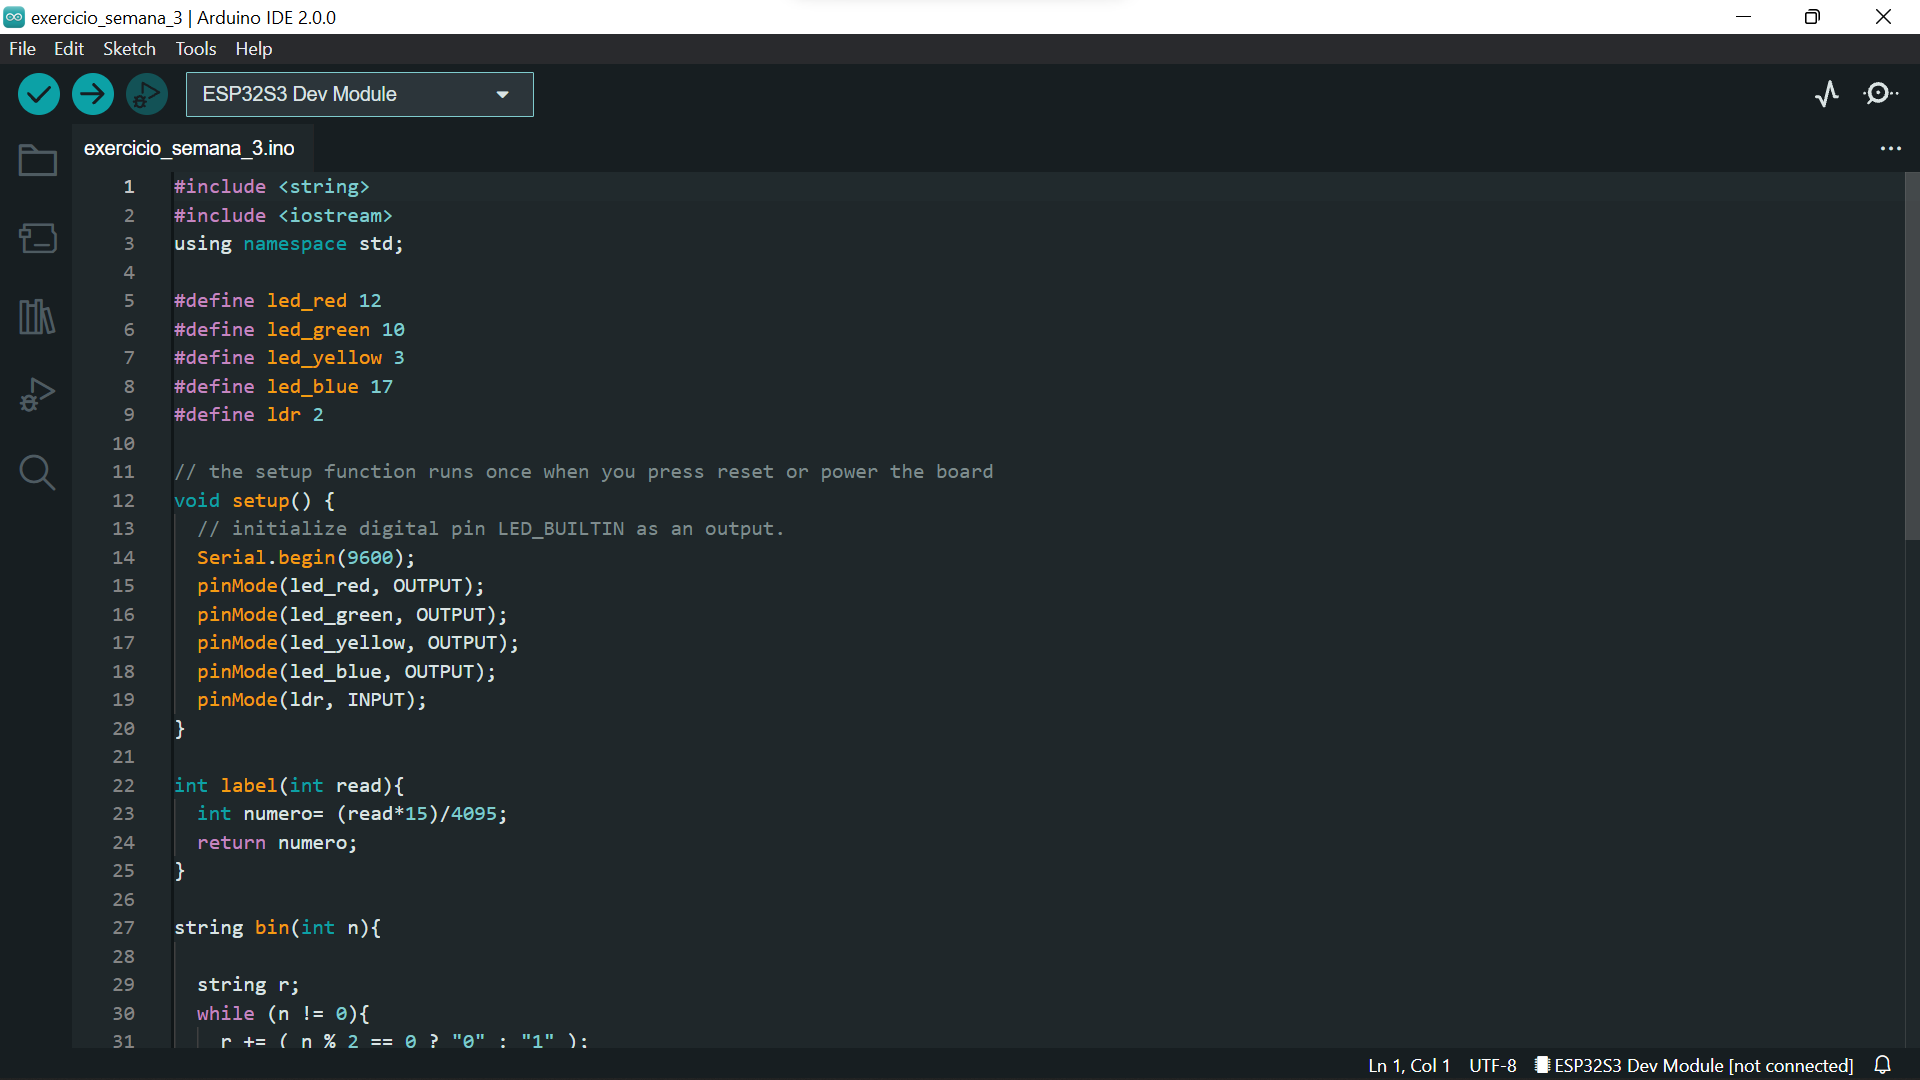 exercicio_semana_3 | Arduino IDE 2.0.0
File Edit Sketch Tools Help
ESP32S3 Dev Module
exercicio_semana_3.ino
1 #include <string>
2 #include <iostream>
3 using namespace std;
4
5 #define led_red 12
6 #define led_green 10
7 #define led_yellow 3
8 #define led_blue 17
9 #define ldr 2
10
11 // the setup function runs once when you press reset or power the board
12 void setup() {
13 // initialize digital pin LED_BUILTIN as an output.
14 Serial.begin(9600);
15 pinMode(led_red, OUTPUT);
16 pinMode(led_green, OUTPUT);
17 pinMode(led_yellow, OUTPUT);
18 pinMode(led_blue, OUTPUT);
19 pinMode(ldr, INPUT);
20 }
21
22 int label(int read){
23 int numero= (read*15)/4095;
24 return numero;
25 }
26
27 string bin(int n){
28
29 string r;
30 while (n != 0){
31 r += ( n % 2 == 0 ? "0" : "1" );
Ln 1, Col 1 UTF-8 ESP32S3 Dev Module [not connected]